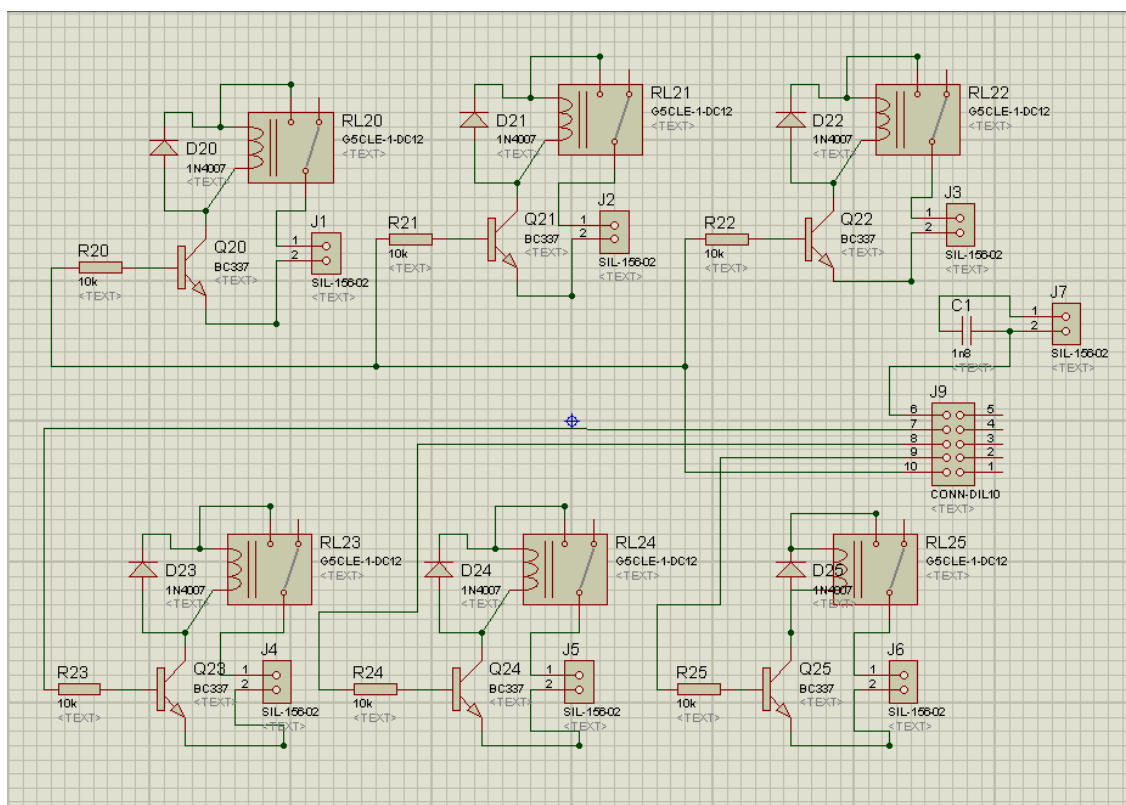 RL20
G5CLE-1-DC12
<TEXT>
D20
1N4007
<TEXT>
Q20
BC337
<TEXT>
R20
10k
<TEXT>
J1
1
2
SIL-156-02
<TEXT>
RL21
G5CLE-1-DC12
<TEXT>
D21
1N4007
<TEXT>
Q21
BC337
<TEXT>
R21
10k
<TEXT>
J2
1
2
SIL-156-02
<TEXT>
RL22
G5CLE-1-DC12
<TEXT>
D22
1N4007
<TEXT>
Q22
BC337
<TEXT>
R22
10k
<TEXT>
J3
1
2
SIL-156-02
<TEXT>
C1
1n8
<TEXT>
J7
1
2
SIL-156-02
<TEXT>
J9
6 5
7 4
8 3
9 2
10 1
CONN-DIL10
<TEXT>
RL23
G5CLE-1-DC12
<TEXT>
D23
1N4007
<TEXT>
Q23
BC337
<TEXT>
R23
10k
<TEXT>
J4
1
2
SIL-156-02
<TEXT>
RL24
G5CLE-1-DC12
<TEXT>
D24
1N4007
<TEXT>
Q24
BC337
<TEXT>
R24
10k
<TEXT>
J5
1
2
SIL-156-02
<TEXT>
RL25
G5CLE-1-DC12
<TEXT>
D25
1N4007
<TEXT>
Q25
BC337
<TEXT>
R25
10k
<TEXT>
J6
1
2
SIL-156-02
<TEXT>